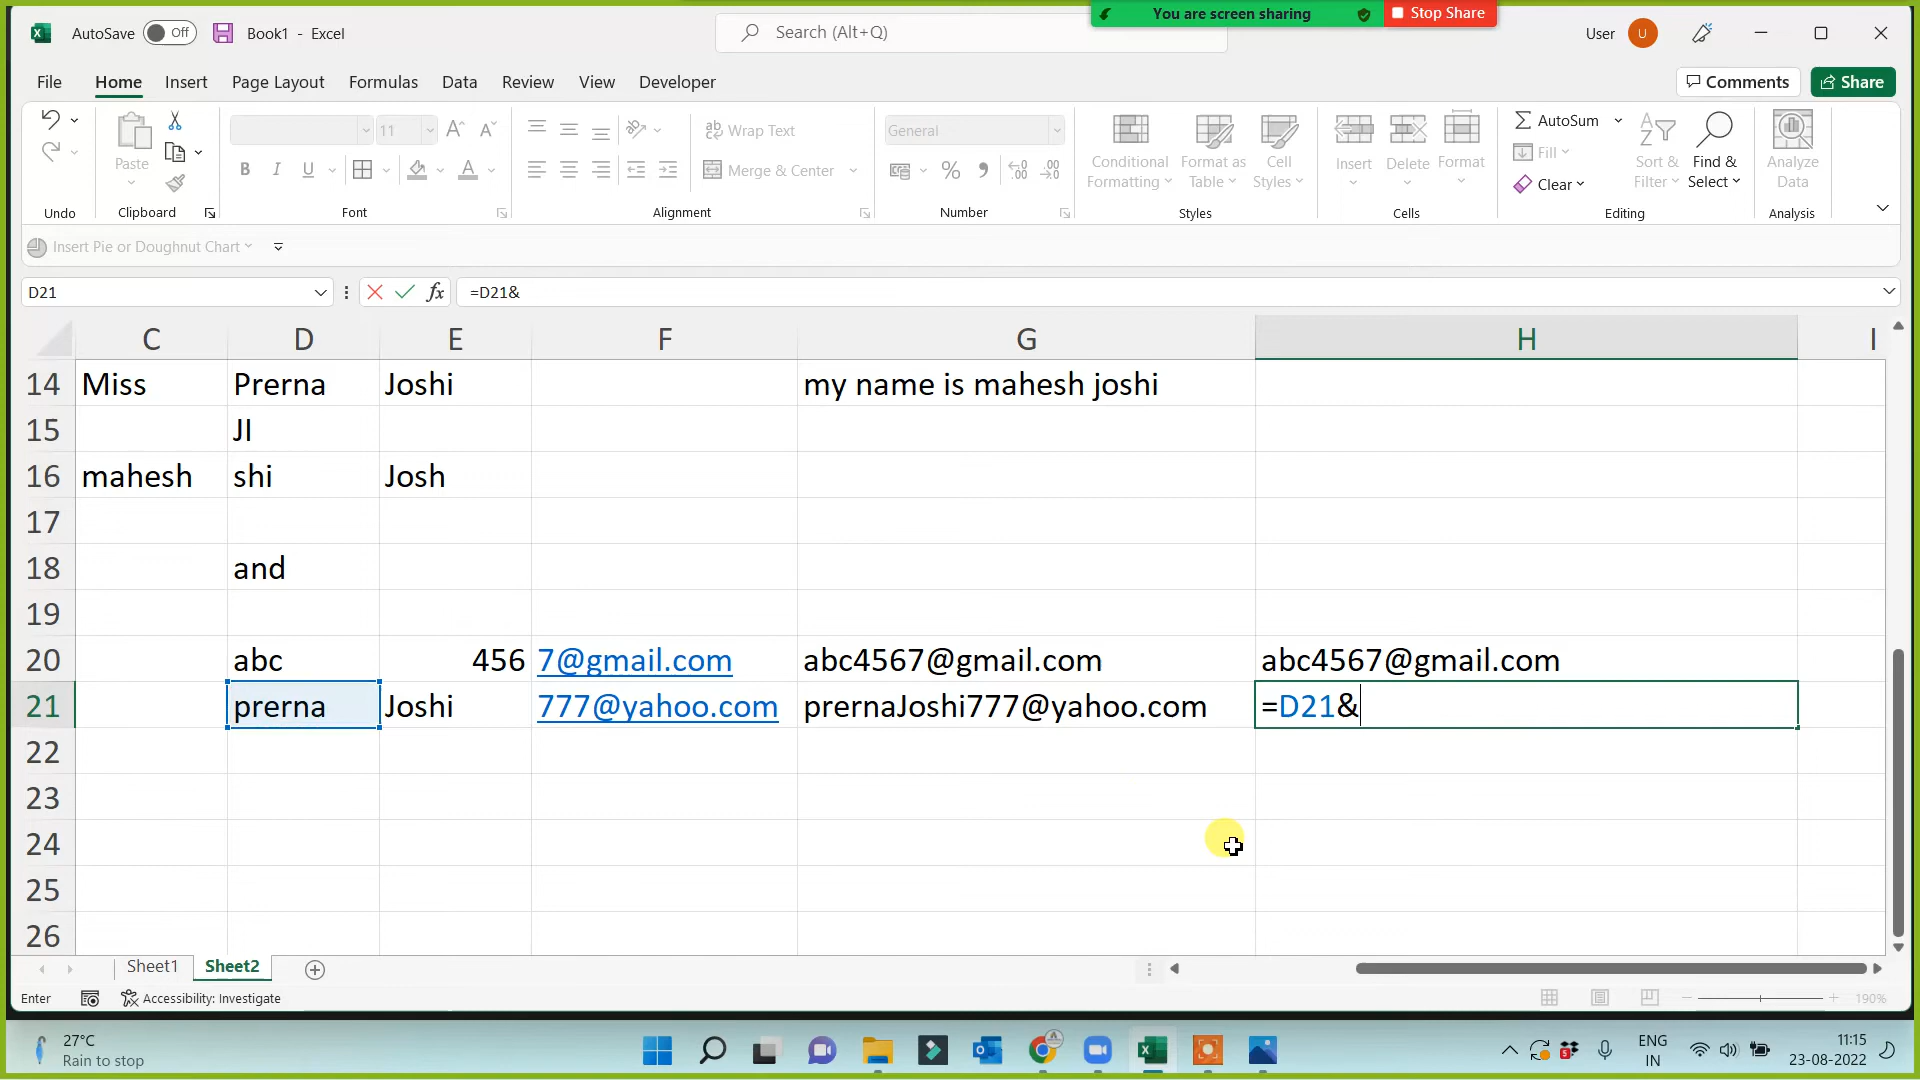 You are screen sharing
Stop Share
AutoSave Off Book1 - Excel
Search (Alt+Q)
User U
File Home Insert Page Layout Formulas Data Review View Developer
Comments Share
Paste
11
B I U
A
ab Wrap Text
Merge & Center
General
%
Conditional Formatting
Format as Table
Cell Styles
Insert Delete Format
AutoSum
Fill
Clear
Sort & Filter
Find & Select
Analyze Data
Undo Clipboard Font Alignment Number Styles Cells Editing Analysis
Insert Pie or Doughnut Chart
D21
fx
=D21&
C D E F G H I
14 Miss Prerna Joshi my name is mahesh joshi
15 JI
16 mahesh shi Josh
17
18 and
19
20 abc 456 7@gmail.com abc4567@gmail.com abc4567@gmail.com
21 prerna Joshi 777@yahoo.com prernaJoshi777@yahoo.com =D21&
22
23
24
25
26
Sheet1 Sheet2
Enter Accessibility: Investigate 190%
27°C
Rain to stop
ENG
IN
11:15
23-08-2022